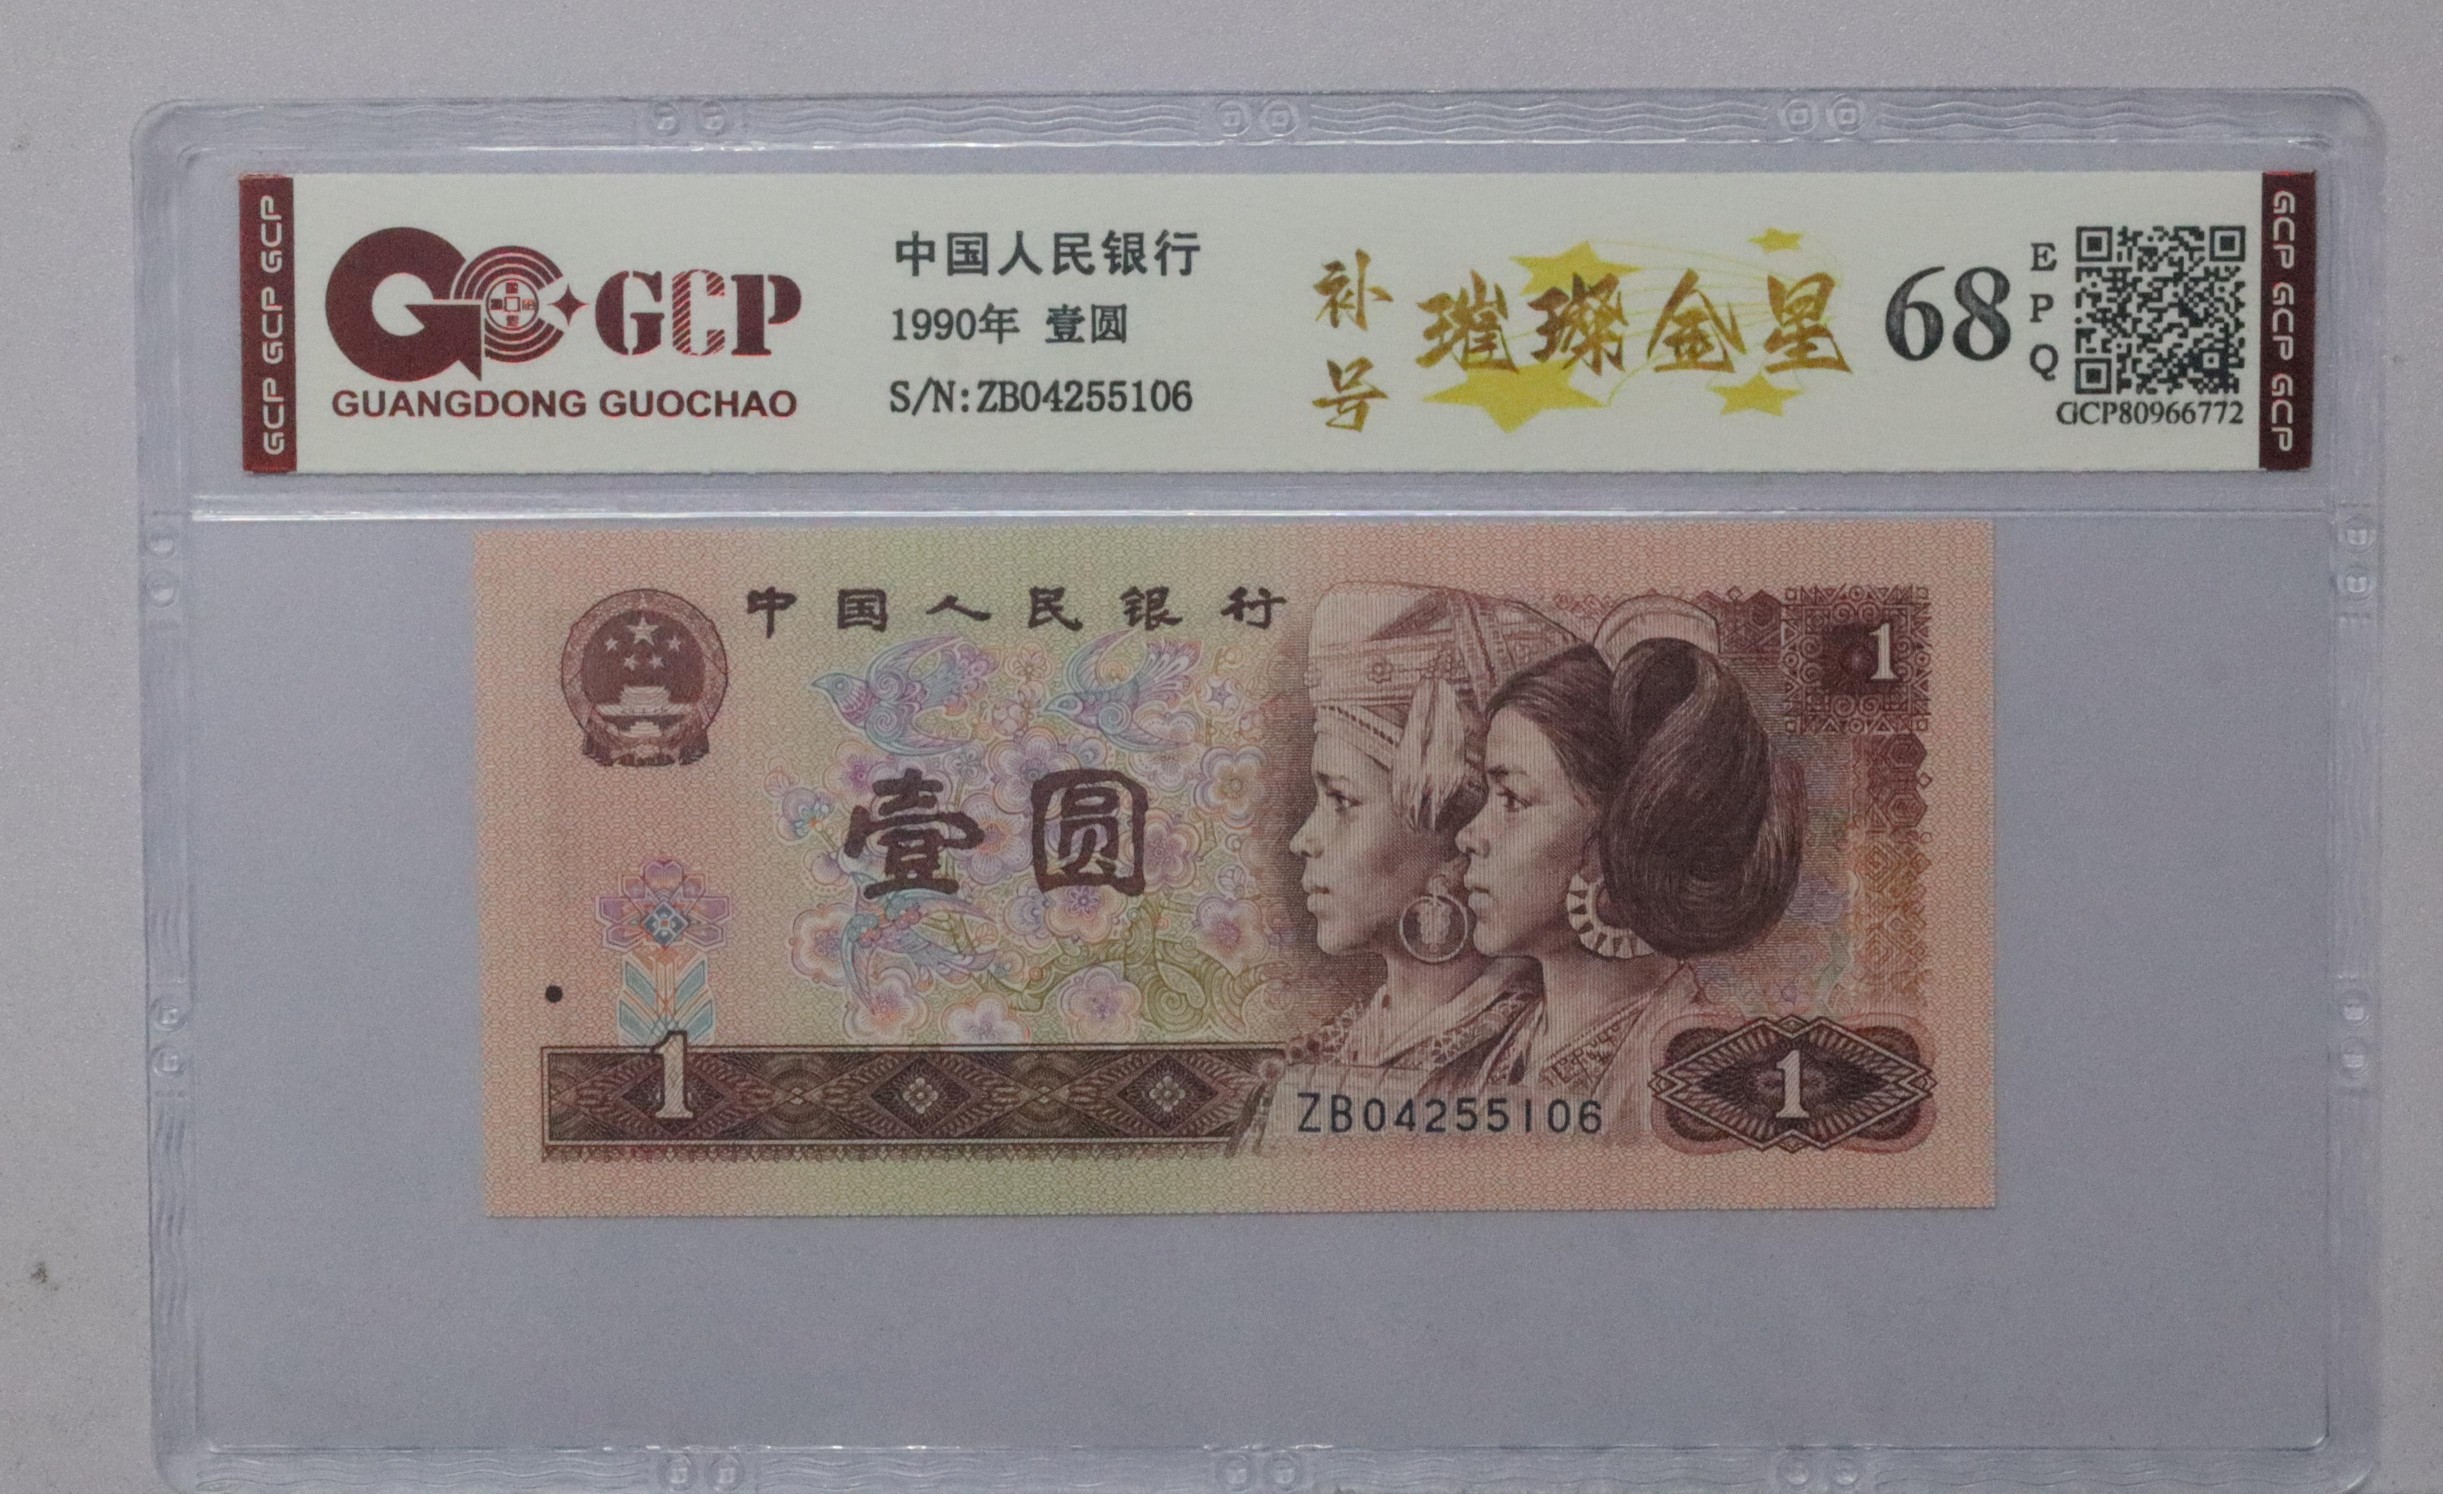 GCP GCP GCP
GCP
GUANGDONG GUOCHAO
中国人民银行
1990年 壹圆
S/N:ZB04255106
补号
璀璨金星
68
EPQ
GCP80966772
GCP GCP GCP
中国人民银行
1
壹圆
1
ZB04255106
1